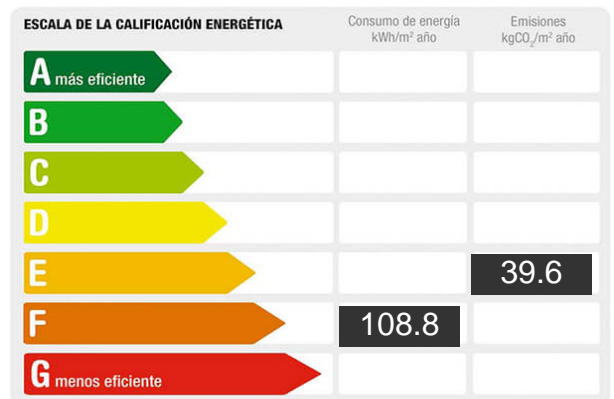 ESCALA DE LA CALIFICACIÓN ENERGÉTICA
Consumo de energía
kWh/m² año
Emisiones
kgCO₂/m² año
A más eficiente
B
C
D
E
39.6
F
108.8
G menos eficiente